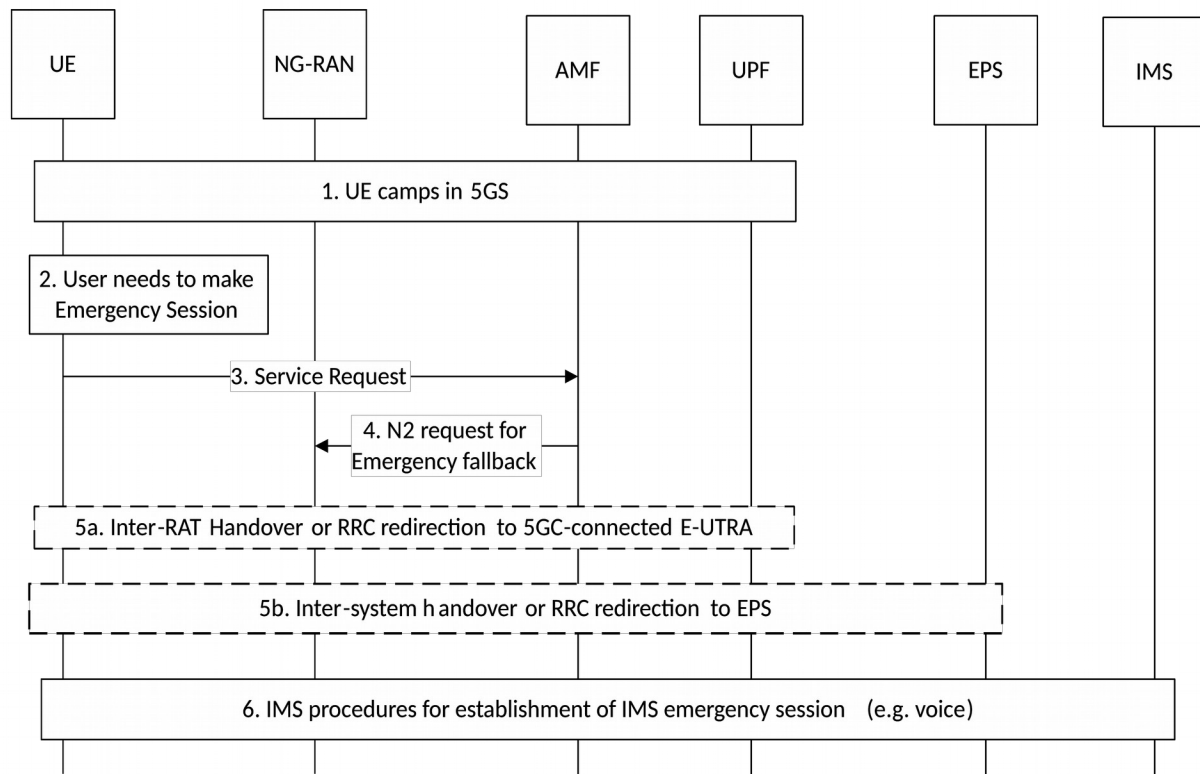 UE
NG-RAN
AMF
UPF
EPS
IMS
1. UE camps in 5GS
2. User needs to make
Emergency Session
3. Service Request
4. N2 request for
Emergency fallback
5a. Inter-RAT Handover or RRC redirection to 5GC-connected E-UTRA
5b. Inter-system handover or RRC redirection to EPS
6. IMS procedures for establishment of IMS emergency session (e.g. voice)